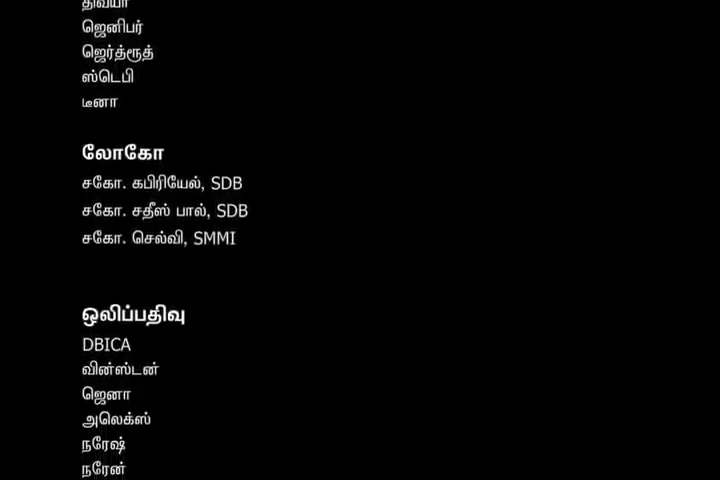 திவ்யா
ஜெனிபர்
ஜெர்த்ரூத்
ஸ்டெபி
டீனா
லோகோ
சகோ. கபிரியேல், SDB
சகோ. சதீஸ் பால், SDB
சகோ. செல்வி, SMMI
ஒலிப்பதிவு
DBICA
வின்ஸ்டன்
ஜெனா
அலெக்ஸ்
நரேஷ்
நரேன்